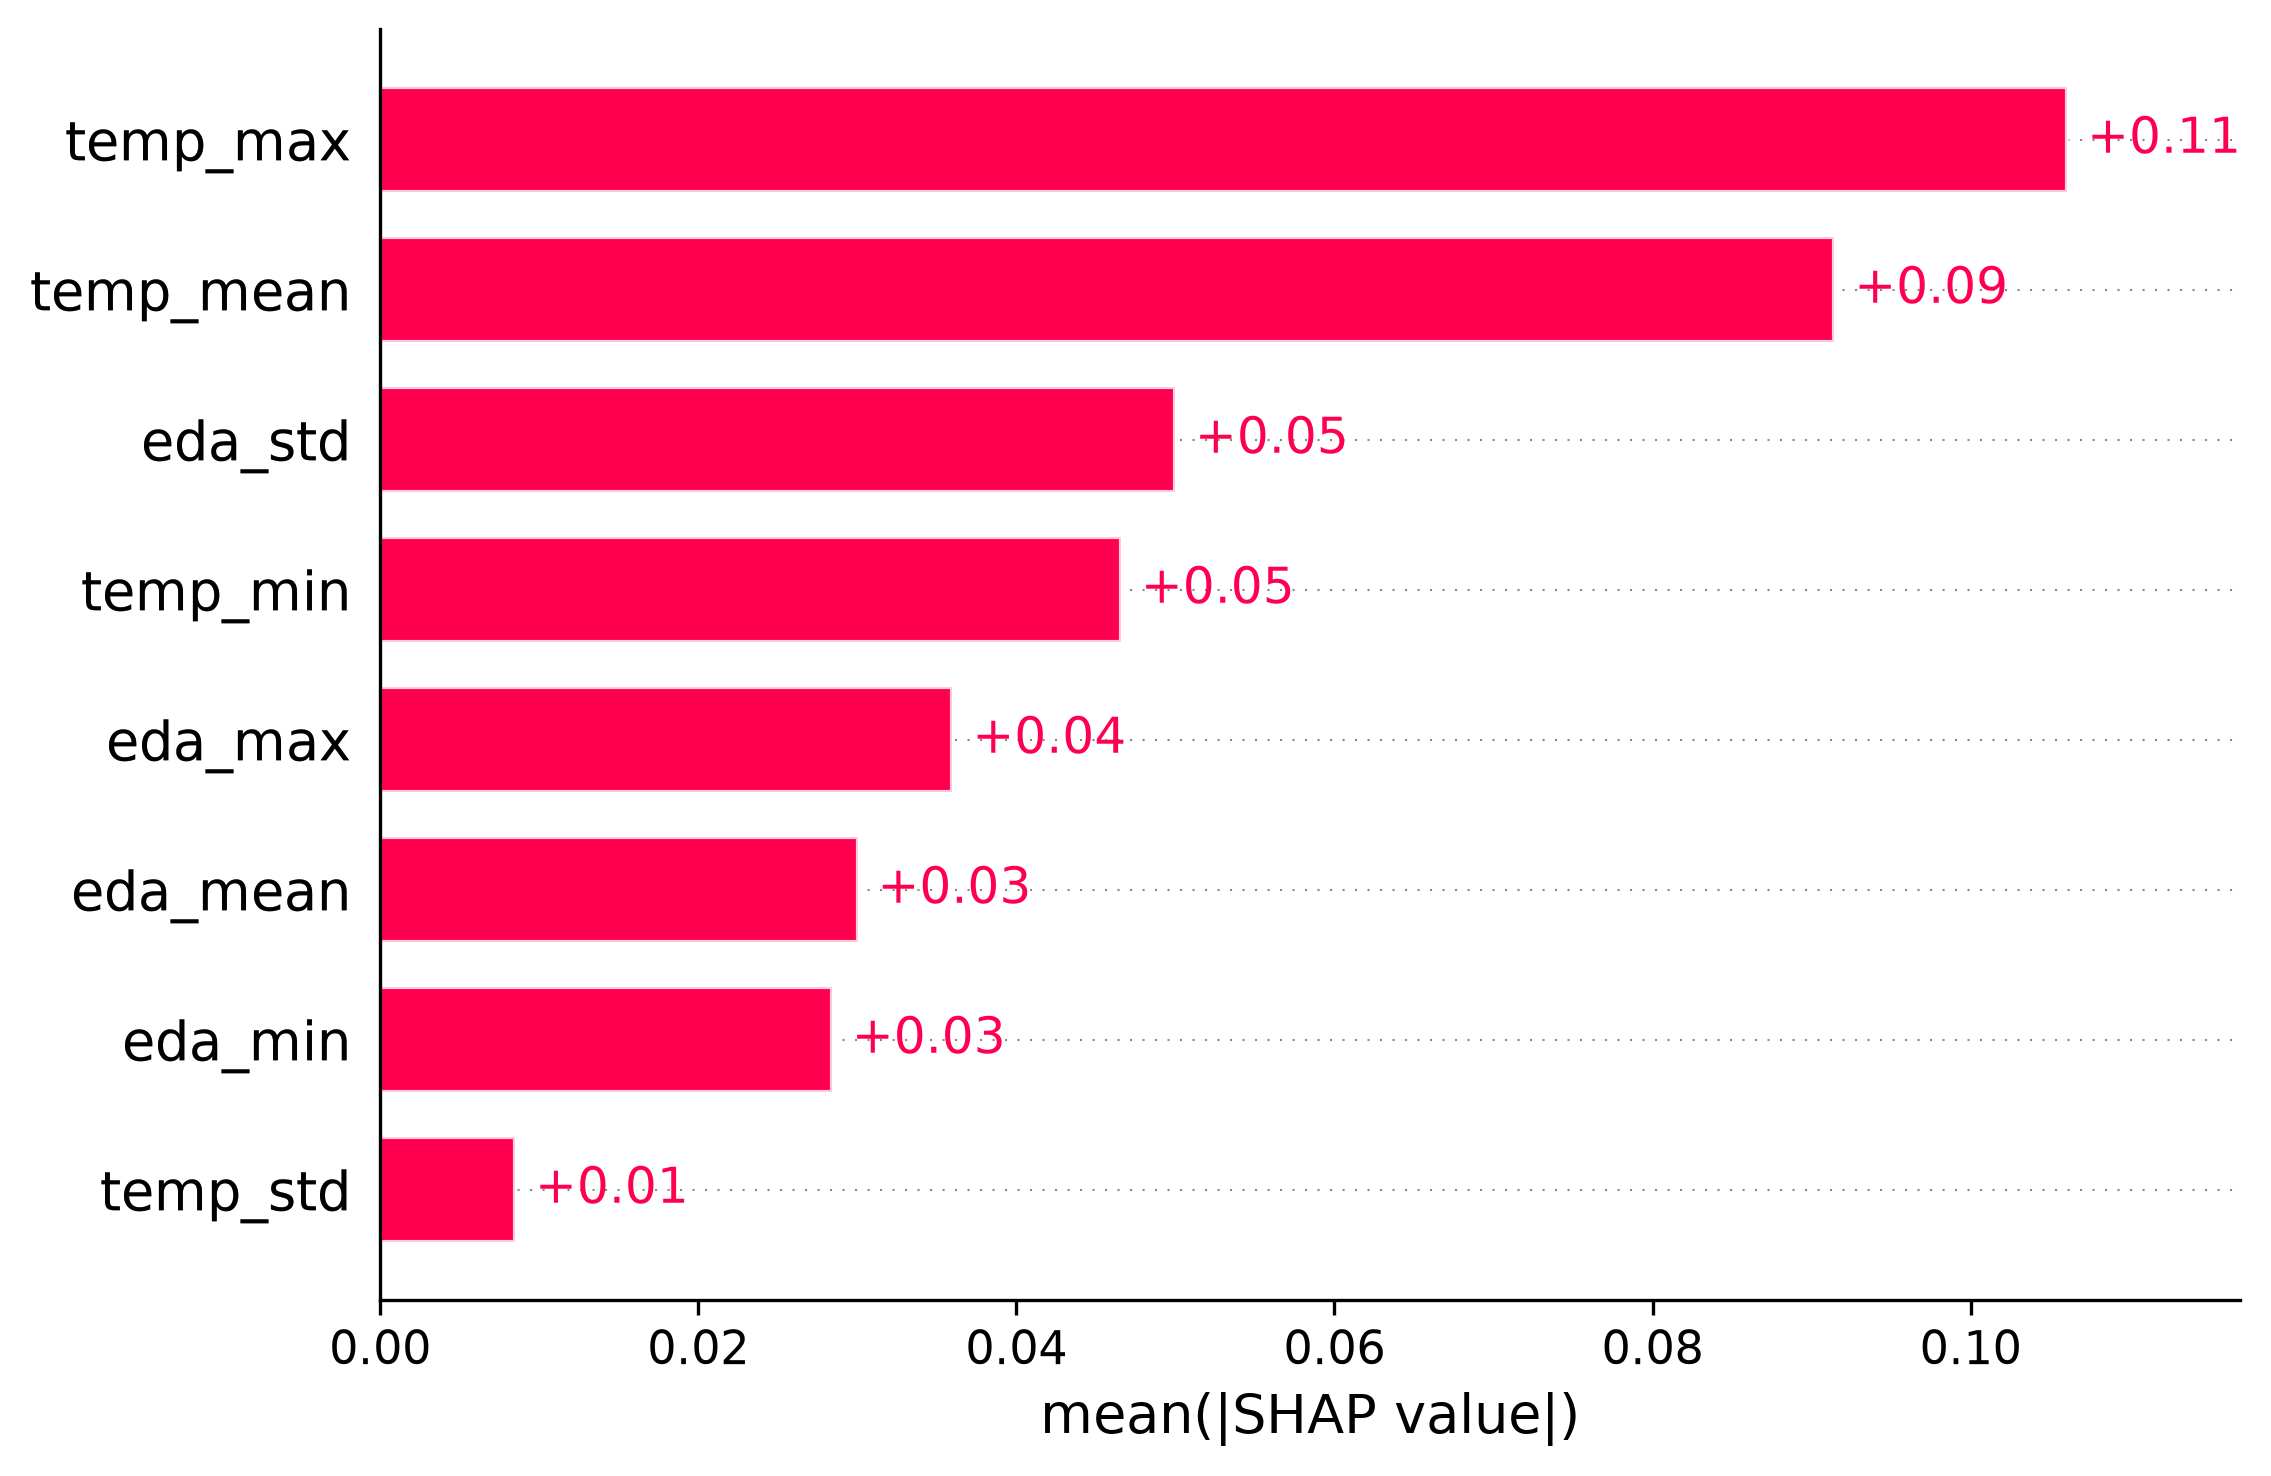 temp_max +0.11
temp_mean +0.09
eda_std +0.05
temp_min +0.05
eda_max +0.04
eda_mean +0.03
eda_min +0.03
temp_std +0.01
0.00 0.02 0.04 0.06 0.08 0.10
mean(|SHAP value|)